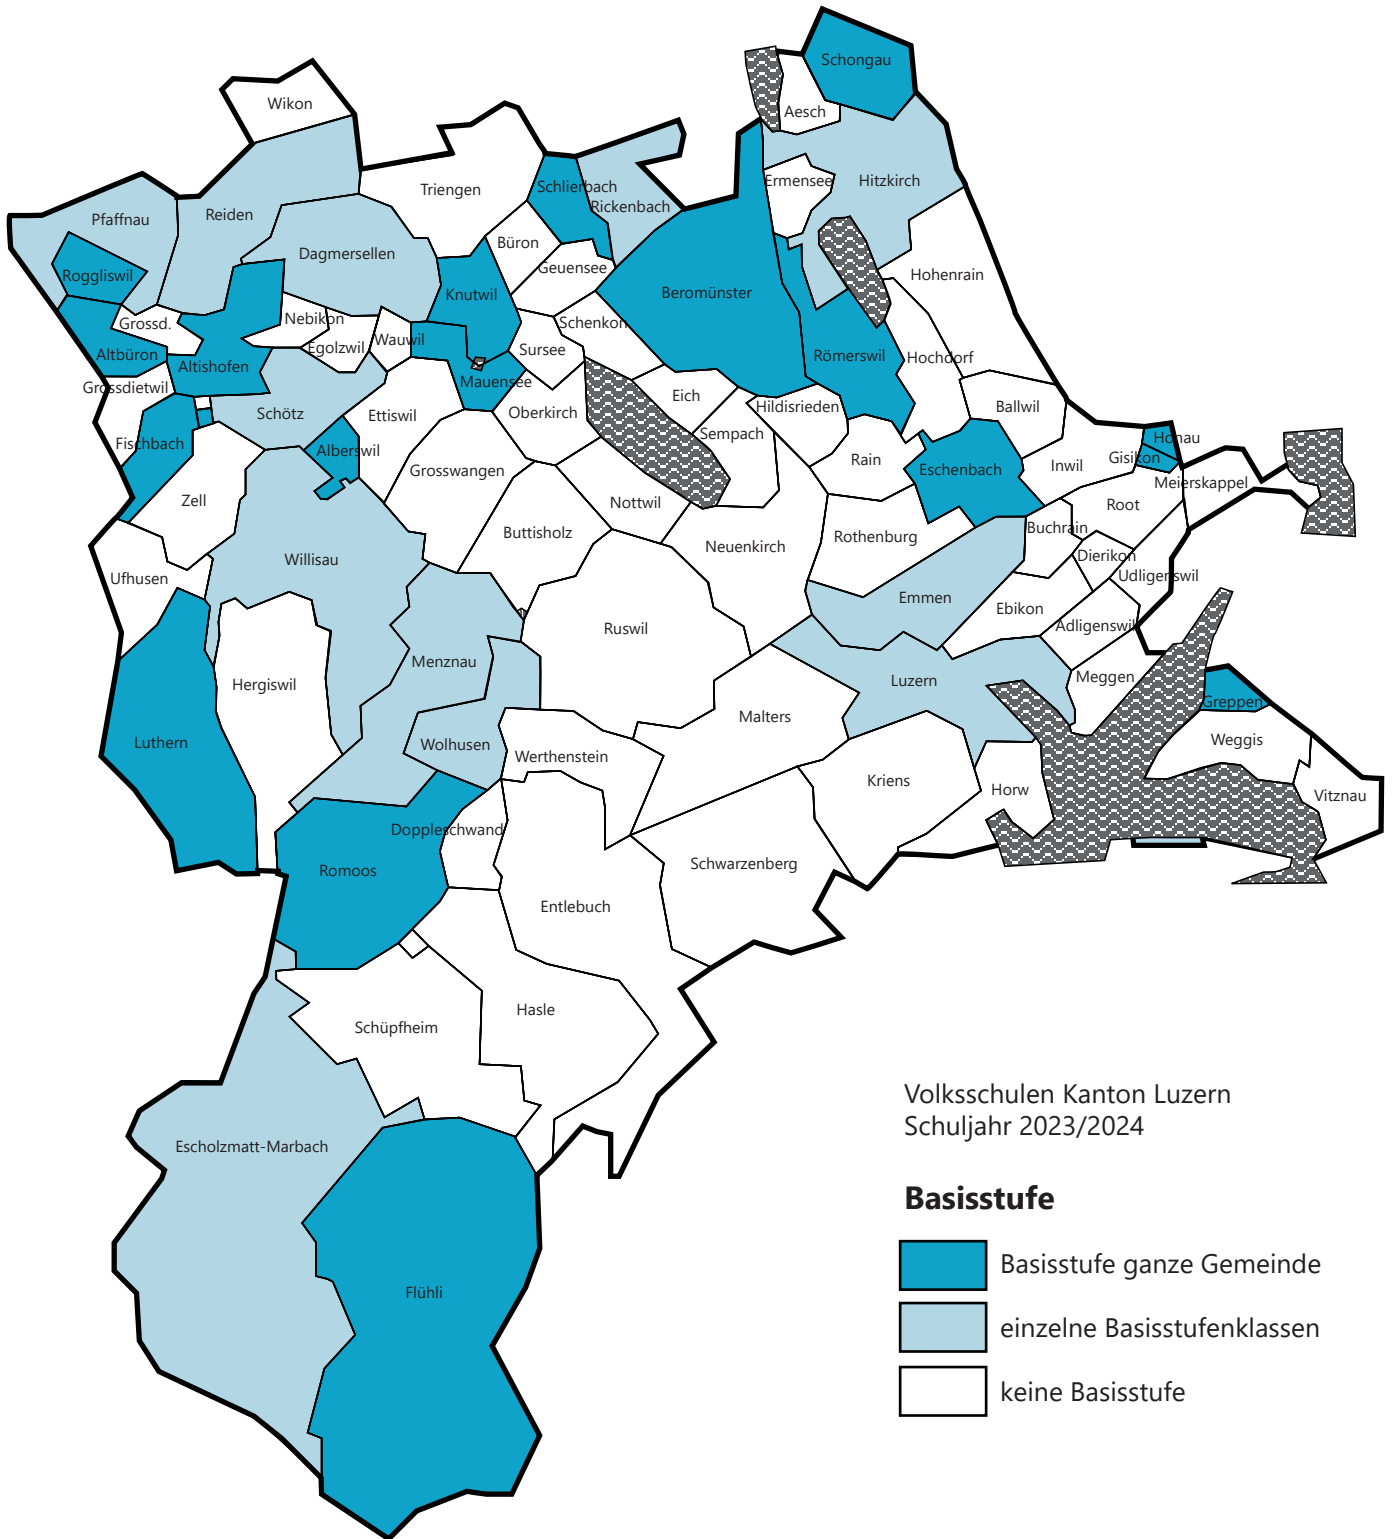 Schongau
Wikon
Aesch
Triengen
Schlierbach
Ermensee
Hitzkirch
Rickenbach
Pfaffnau
Reiden
Büron
Dagmersellen
Geuensee
Roggliswil
Hohenrain
Knutwil
Beromünster
Grossd.
Nebikon
Schenkon
Wauwil
Egolzwil
Sursee
Altbüron
Römerswil
Hochdorf
Altishofen
Mauensee
Grossdietwil
Eich
Schötz
Ettiswil
Oberkirch
Hildisrieden
Ballwil
Sempach
Fischbach
Honau
Alberswil
Gisikon
Rain
Inwil
Grosswangen
Eschenbach
Meierskappel
Zell
Nottwil
Root
Buttisholz
Buchrain
Rothenburg
Neuenkirch
Willisau
Dierikon
Ufhusen
Udligenswil
Emmen
Ebikon
Ruswil
Adligenswil
Menznau
Meggen
Hergiswil
Luzern
Greppen
Malters
Luthern
Wolhusen
Weggis
Werthenstein
Kriens
Horw
Vitznau
Doppleschwand
Romoos
Schwarzenberg
Entlebuch
Hasle
Schüpfheim
Escholzmatt-Marbach
Flühli
Volksschulen Kanton Luzern
Schuljahr 2023/2024
Basisstufe
Basisstufe ganze Gemeinde
einzelne Basisstufenklassen
keine Basisstufe